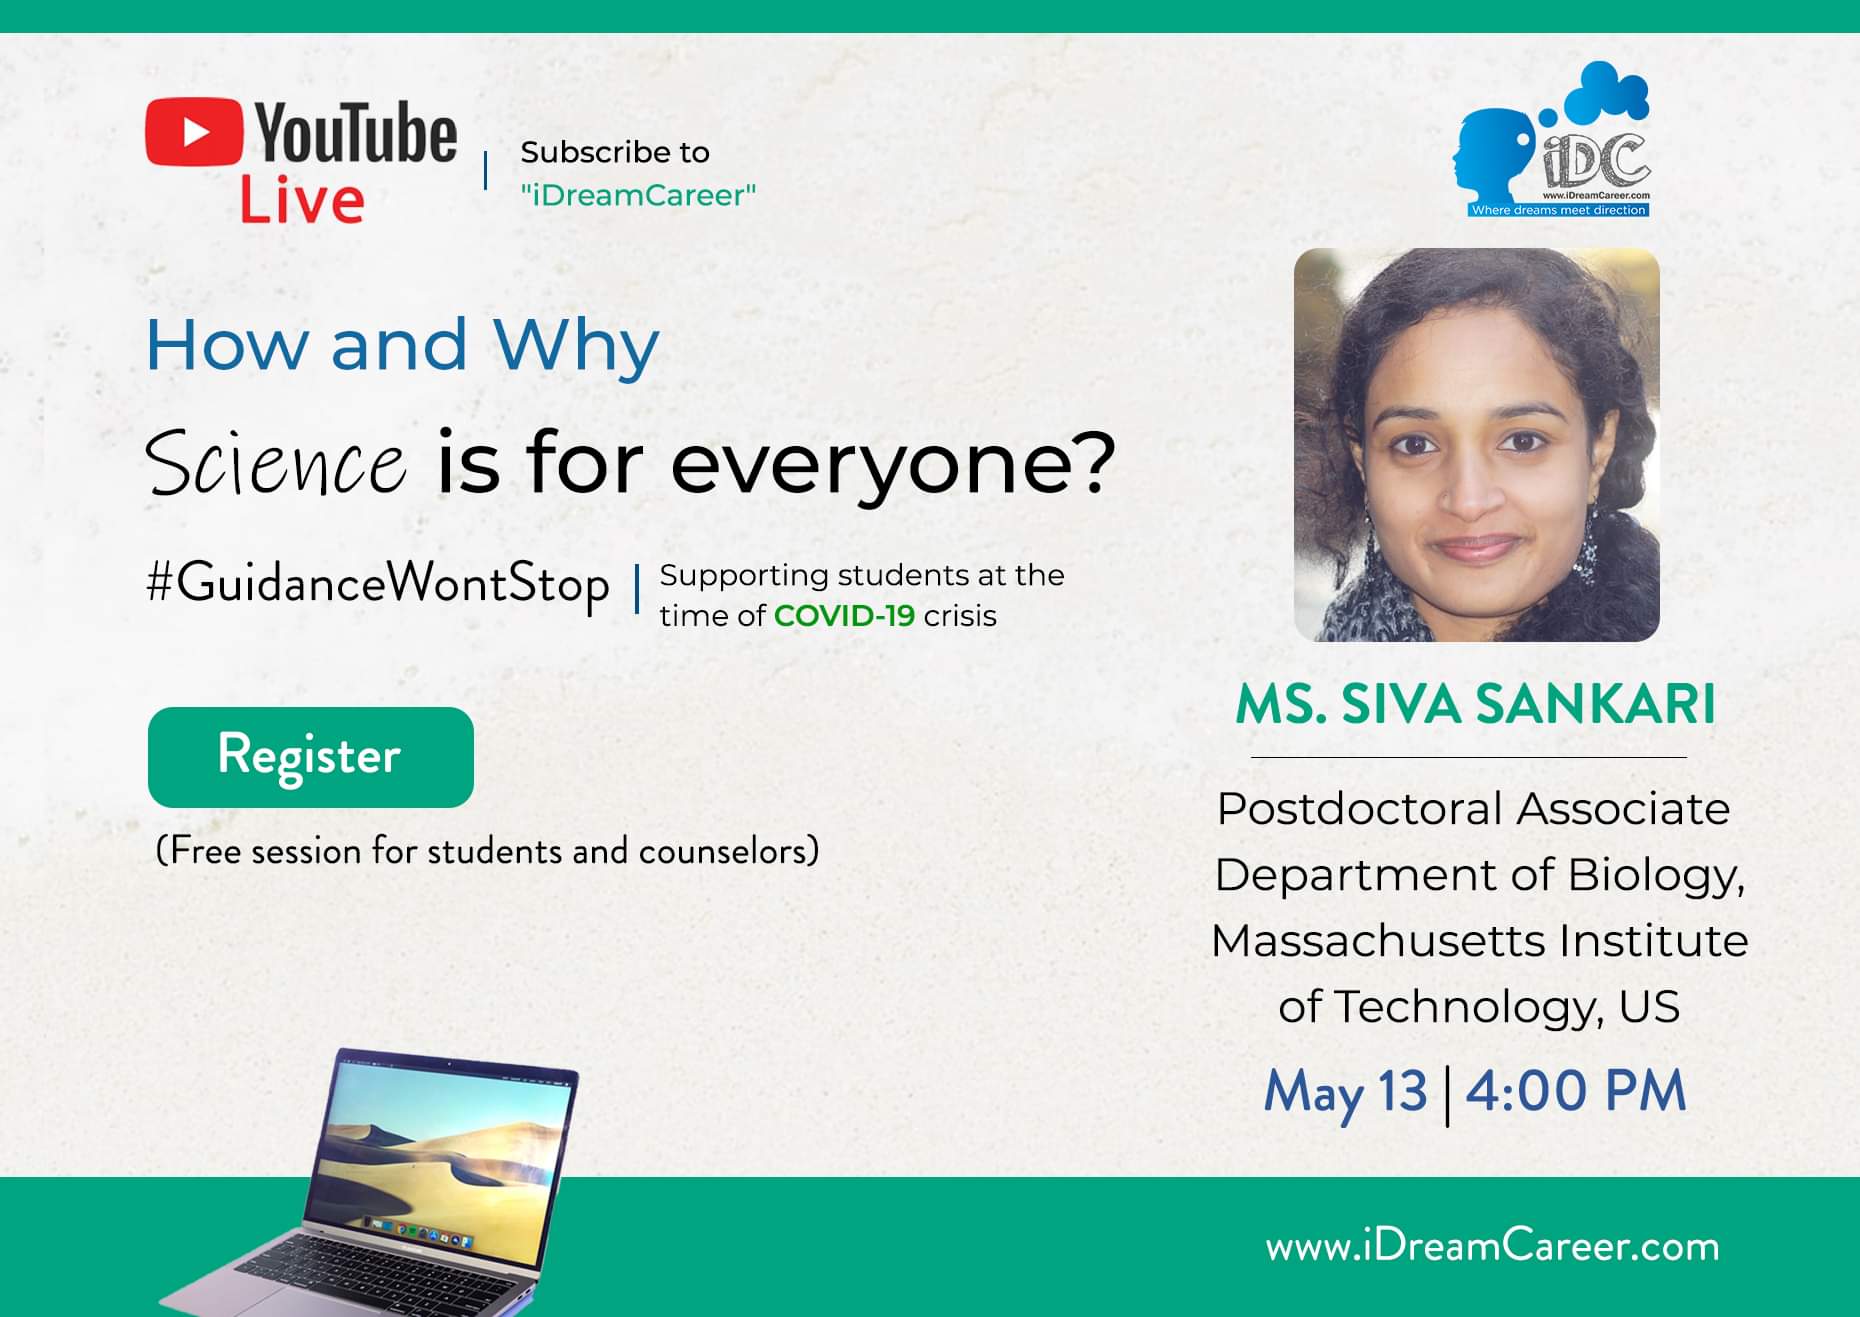 YouTube
Live
Subscribe to
"iDreamCareer"
iDC
www.iDreamCareer.com
Where dreams meet direction
How and Why
Science is for everyone?
#GuidanceWontStop
Supporting students at the
time of COVID-19 crisis
Register
(Free session for students and counselors)
MS. SIVA SANKARI
Postdoctoral Associate
Department of Biology,
Massachusetts Institute
of Technology, US
May 13 | 4:00 PM
www.iDreamCareer.com